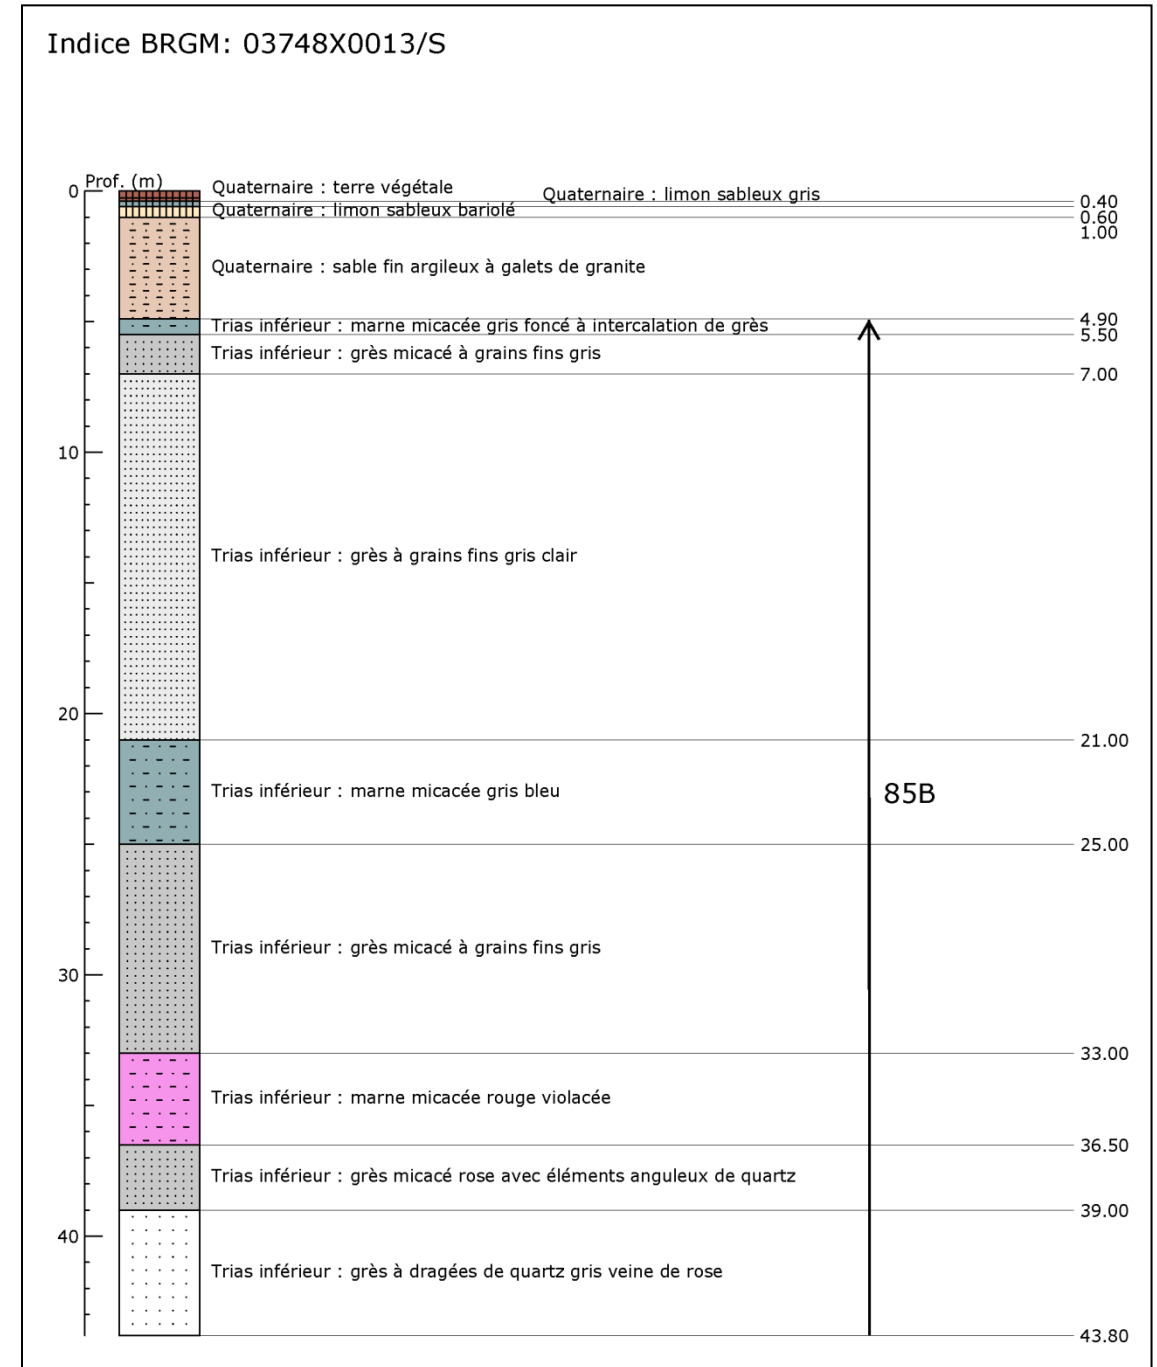 Indice BRGM: 03748X0013/S
Prof. (m)
0
Quaternaire : terre végétale
Quaternaire : limon sableux gris
0.40
Quaternaire : limon sableux bariolé
0.60
1.00
Quaternaire : sable fin argileux à galets de granite
4.90
Trias inférieur : marne micacée gris foncé à intercalation de grès
5.50
Trias inférieur : grès micacé à grains fins gris
7.00
10
Trias inférieur : grès à grains fins gris clair
20
21.00
Trias inférieur : marne micacée gris bleu
85B
25.00
Trias inférieur : grès micacé à grains fins gris
30
33.00
Trias inférieur : marne micacée rouge violacée
36.50
Trias inférieur : grès micacé rose avec éléments anguleux de quartz
39.00
40
Trias inférieur : grès à dragées de quartz gris veine de rose
43.80